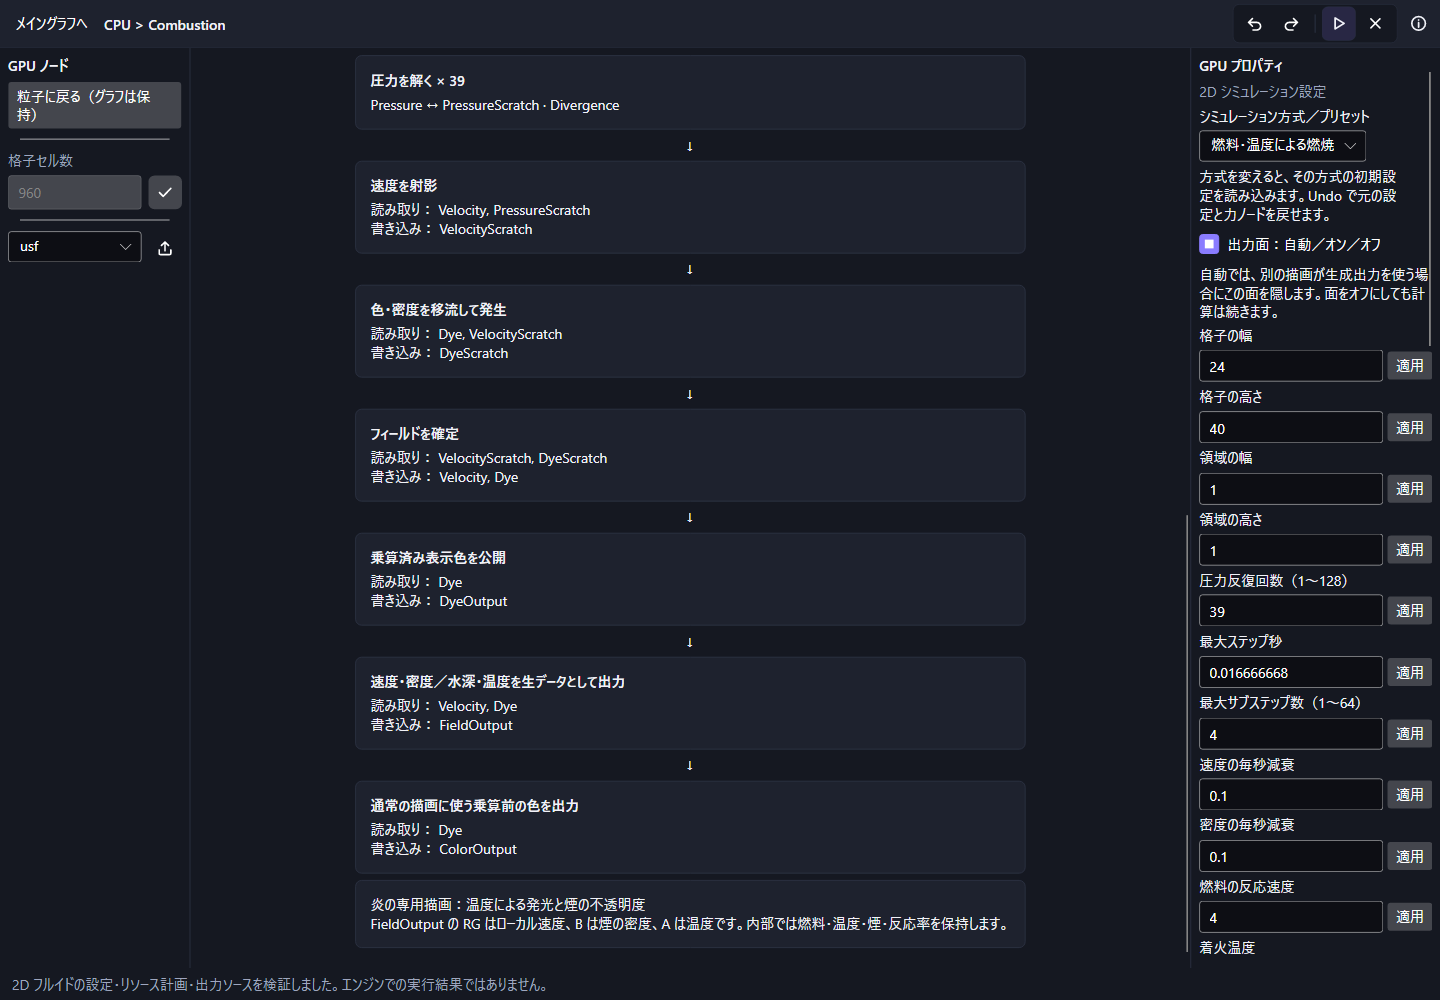 メイングラフへ CPU > Combustion
GPU ノード
粒子に戻る（グラフは保
持）
格子セル数
960
usf
圧力を解く × 39
Pressure ↔ PressureScratch · Divergence
↓
速度を射影
読み取り： Velocity, PressureScratch
書き込み： VelocityScratch
↓
色・密度を移流して発生
読み取り： Dye, VelocityScratch
書き込み： DyeScratch
↓
フィールドを確定
読み取り： VelocityScratch, DyeScratch
書き込み： Velocity, Dye
↓
乗算済み表示色を公開
読み取り： Dye
書き込み： DyeOutput
↓
速度・密度／水深・温度を生データとして出力
読み取り： Velocity, Dye
書き込み： FieldOutput
↓
通常の描画に使う乗算前の色を出力
読み取り： Dye
書き込み： ColorOutput
炎の専用描画：温度による発光と煙の不透明度
FieldOutput の RG はローカル速度、B は煙の密度、A は温度です。内部では燃料・温度・煙・反応率を保持します。
GPU プロパティ
2D シミュレーション設定
シミュレーション方式／プリセット
燃料・温度による燃焼
方式を変えると、その方式の初期設
定を読み込みます。Undo で元の設
定と力ノードを戻せます。
出力面：自動／オン／オフ
自動では、別の描画が生成出力を使う場
合にこの面を隠します。面をオフにしても計
算は続きます。
格子の幅
24 適用
格子の高さ
40 適用
領域の幅
1 適用
領域の高さ
1 適用
圧力反復回数（1～128）
39 適用
最大ステップ秒
0.016666668 適用
最大サブステップ数（1～64）
4 適用
速度の毎秒減衰
0.1 適用
密度の毎秒減衰
0.1 適用
燃料の反応速度
4 適用
着火温度
2D フルイドの設定・リソース計画・出力ソースを検証しました。エンジンでの実行結果ではありません。